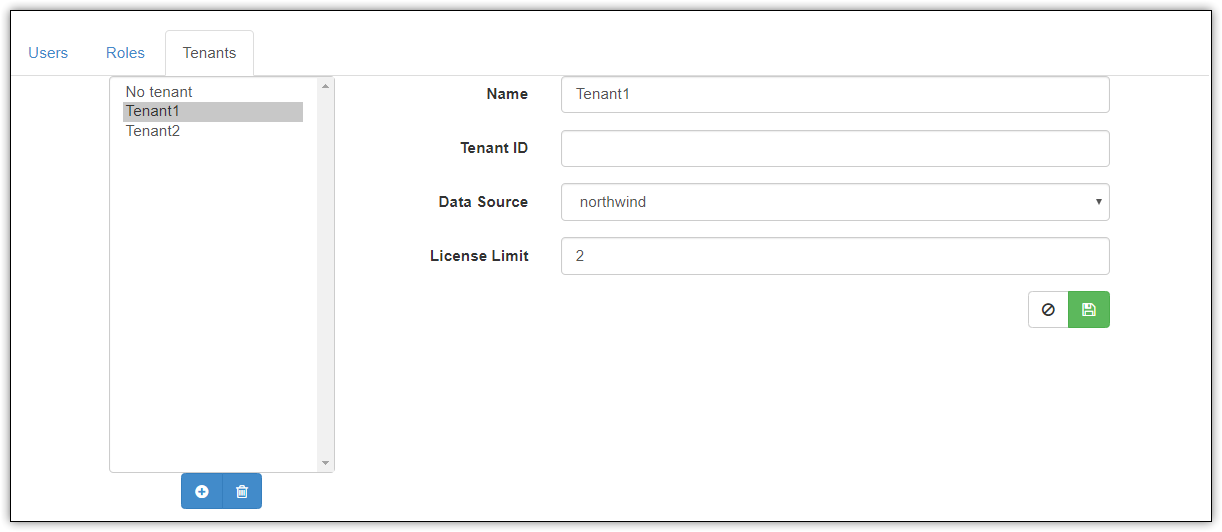 Users Roles Tenants
No tenant
Tenant1
Tenant2
Name Tenant1
Tenant ID
Data Source northwind
License Limit 2